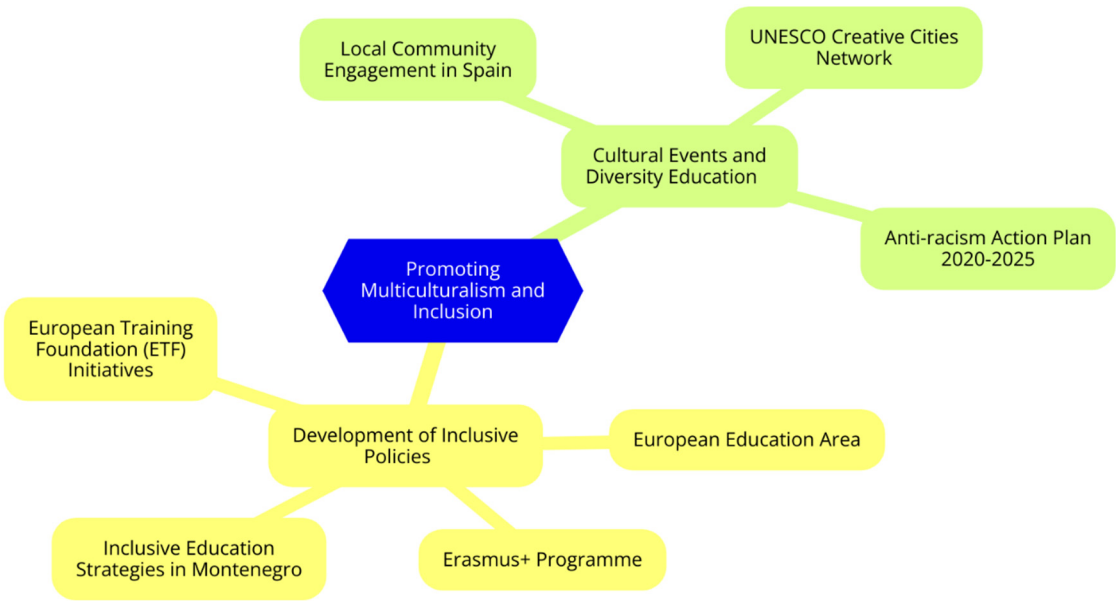 Local Community
Engagement in Spain
UNESCO Creative Cities
Network
Cultural Events and
Diversity Education
Anti-racism Action Plan
2020-2025
Promoting
Multiculturalism and
Inclusion
European Training
Foundation (ETF)
Initiatives
Development of Inclusive
Policies
European Education Area
Inclusive Education
Strategies in Montenegro
Erasmus+ Programme